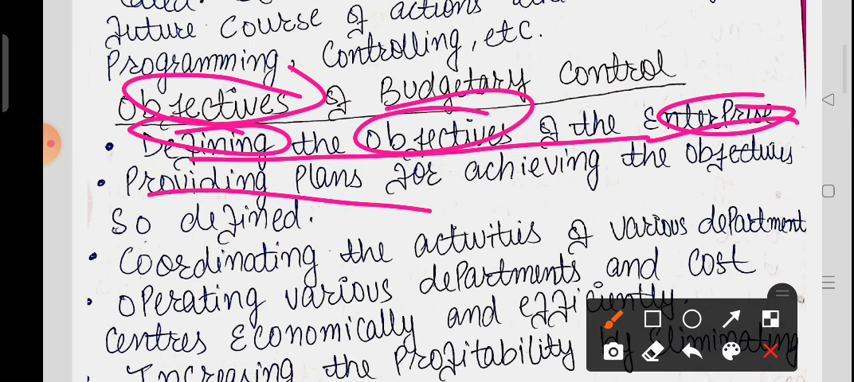 future course of actions and
Programming, controlling, etc.
Objectives of Budgetary control
• Defining the objectives of the Enterprise
• Providing Plans for achieving the objectives
so defined.
• Coordinating the activities of various department
• Operating various departments and cost
centres Economically and efficiently.
• Increasing the Profitability by Eliminating